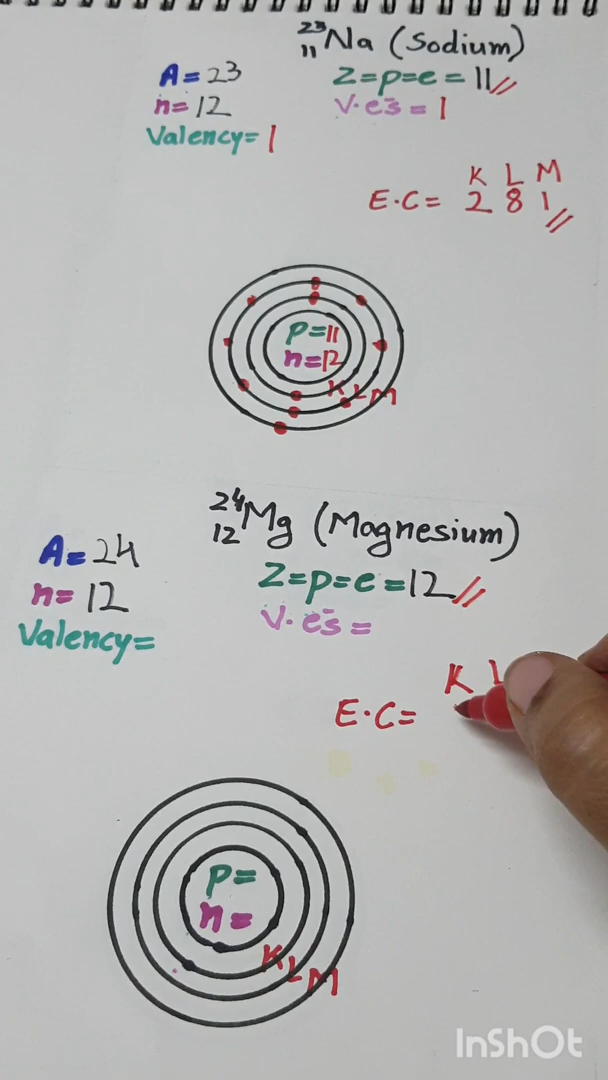 ²³₁₁Na (Sodium)
A = 23
Z = p = e = 11
n = 12
V·es̄ = 1
Valency = 1
K L M
E·C = 2 8 1
p = 11
n = 12
K L M
²⁴₁₂Mg (Magnesium)
A = 24
Z = p = e = 12
n = 12
V·es̄ =
Valency =
K L
E·C =
p =
n =
K L M
InShOt